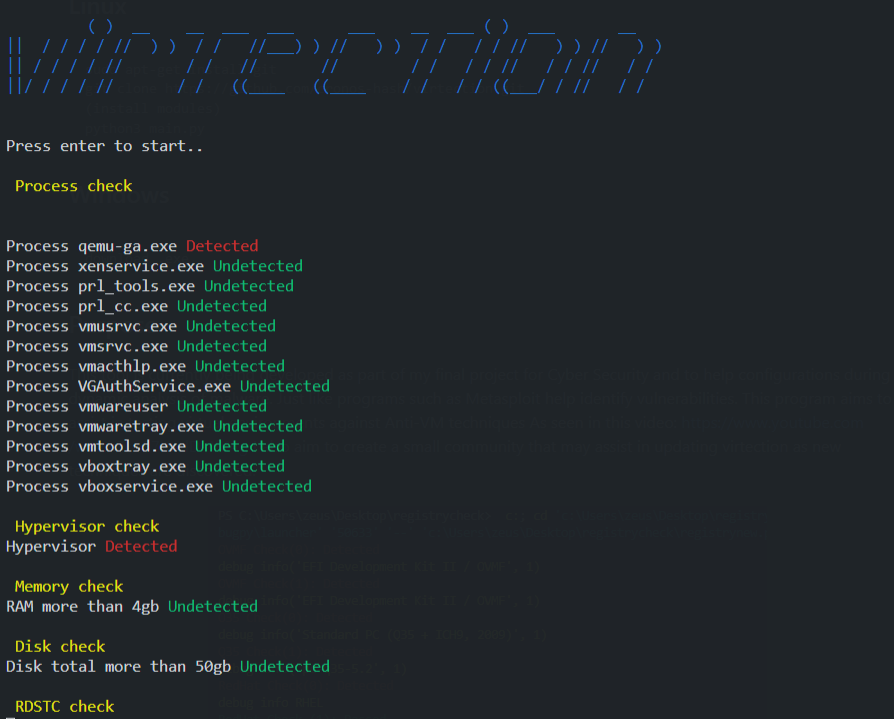 Linux
Press enter to start..
Process check
Windows
Process qemu-ga.exe Detected
Process xenservice.exe Undetected
Process prl_tools.exe Undetected
Process prl_cc.exe Undetected
Process vmusrvc.exe Undetected
Process vmsrvc.exe Undetected
Process vmacthlp.exe Undetected
Process VGAuthService.exe Undetected
Process vmwareuser Undetected
Process vmwaretray.exe Undetected
Process vmtoolsd.exe Undetected
Process vboxtray.exe Undetected
Process vboxservice.exe Undetected
Hypervisor check
Hypervisor Detected
Memory check
RAM more than 4gb Undetected
Disk check
Disk total more than 50gb Undetected
RDSTC check